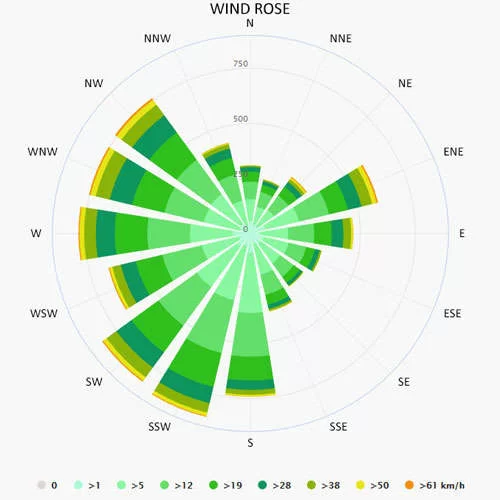 WIND ROSE
N
NNW
NNE
750
NW
NE
500
WNW
ENE
250
0
W
E
WSW
ESE
SW
SE
SSW
SSE
S
0 >1 >5 >12 >19 >28 >38 >50 >61 km/h